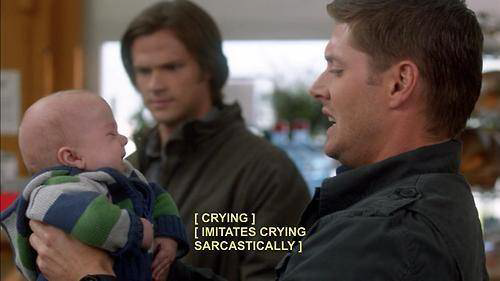 [ CRYING ]
[ IMITATES CRYING
SARCASTICALLY ]